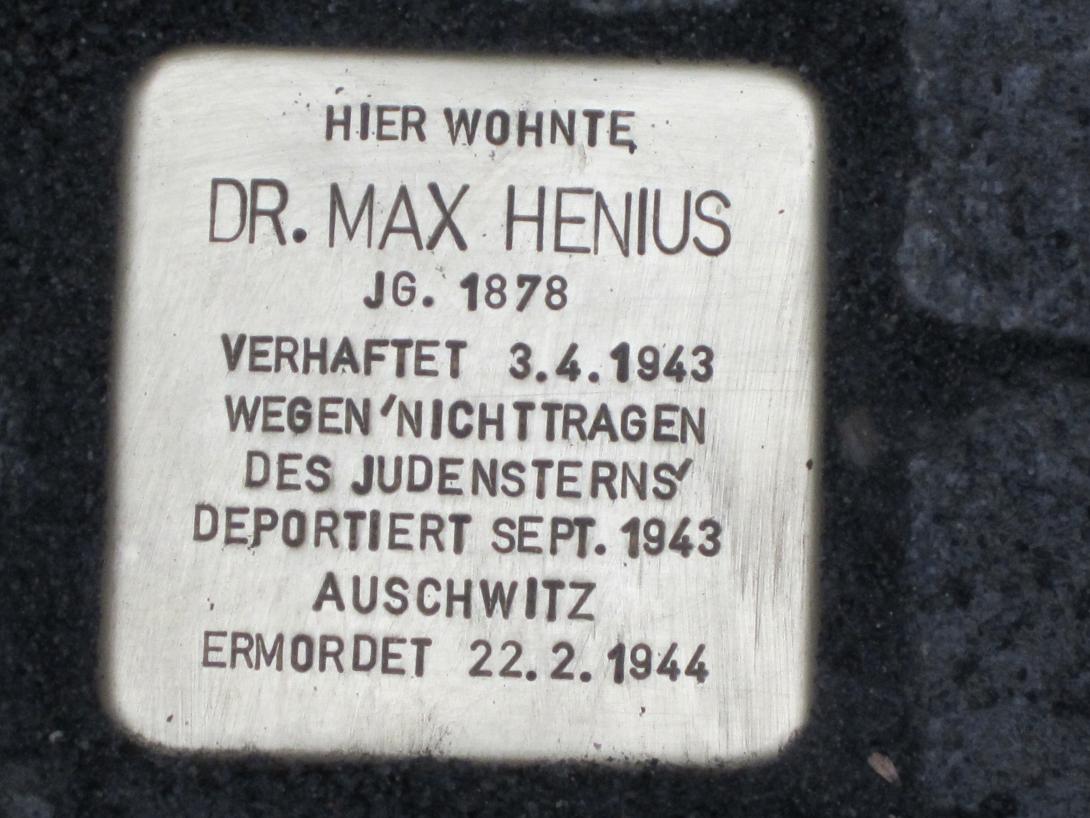 HIER WOHNTE
DR. MAX HENIUS
JG. 1878
VERHAFTET 3.4.1943
WEGEN 'NICHTTRAGEN
DES JUDENSTERNS'
DEPORTIERT SEPT. 1943
AUSCHWITZ
ERMORDET 22.2.1944